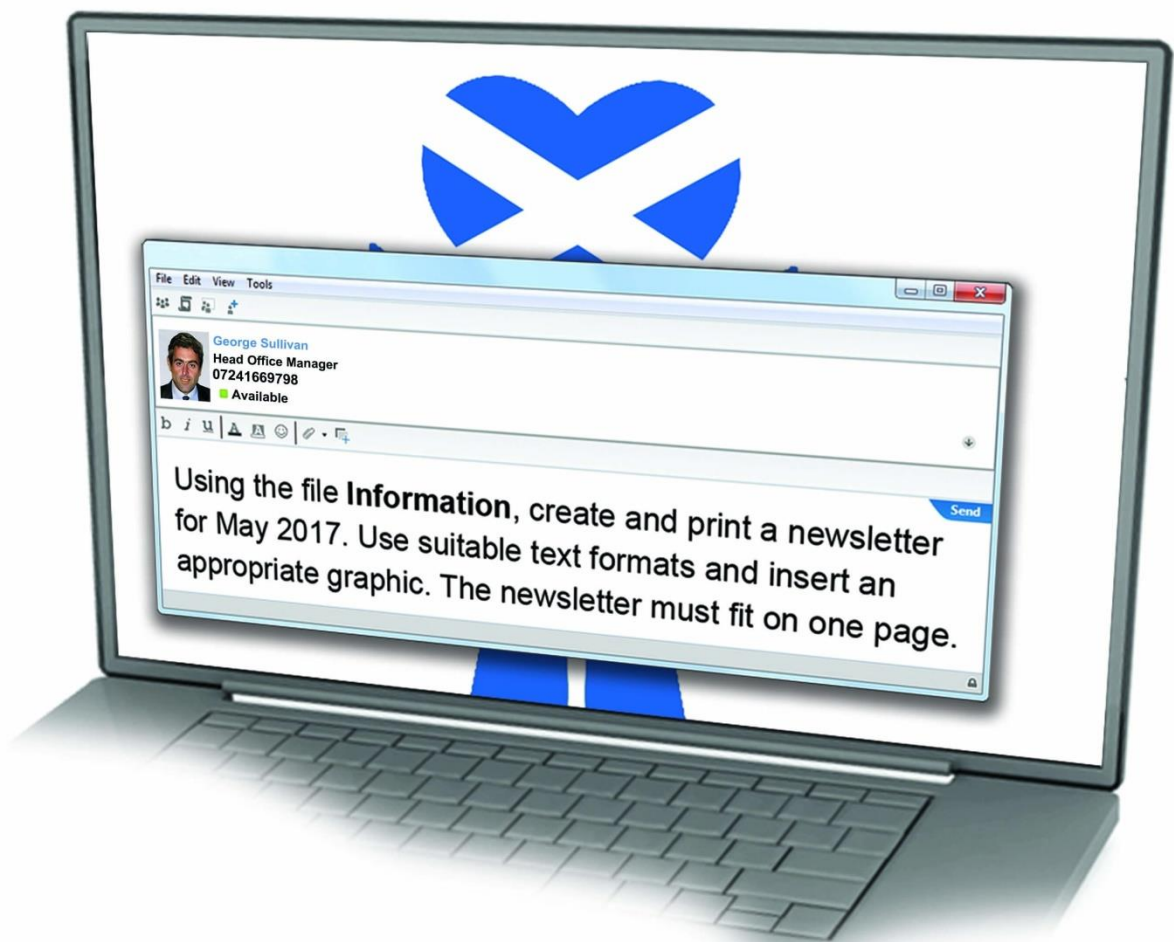 File Edit View Tools
George Sullivan
Head Office Manager
07241669798
Available
b i u A A
Send
Using the file Information, create and print a newsletter
for May 2017. Use suitable text formats and insert an
appropriate graphic. The newsletter must fit on one page.